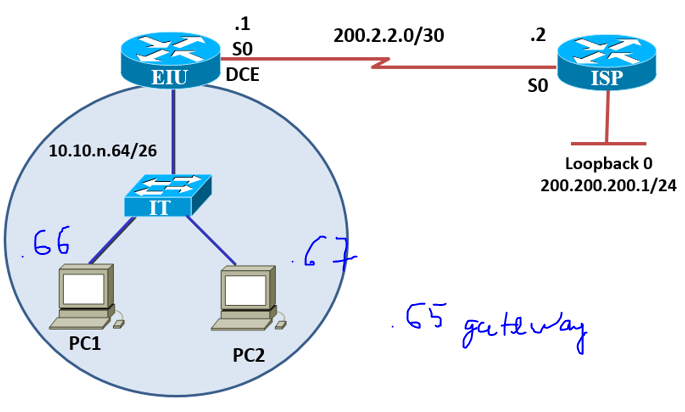 .1
S0
DCE
EIU
200.2.2.0/30
.2
S0
ISP
10.10.n.64/26
IT
Loopback 0
200.200.200.1/24
.66
.67
PC1
PC2
.65 gateway